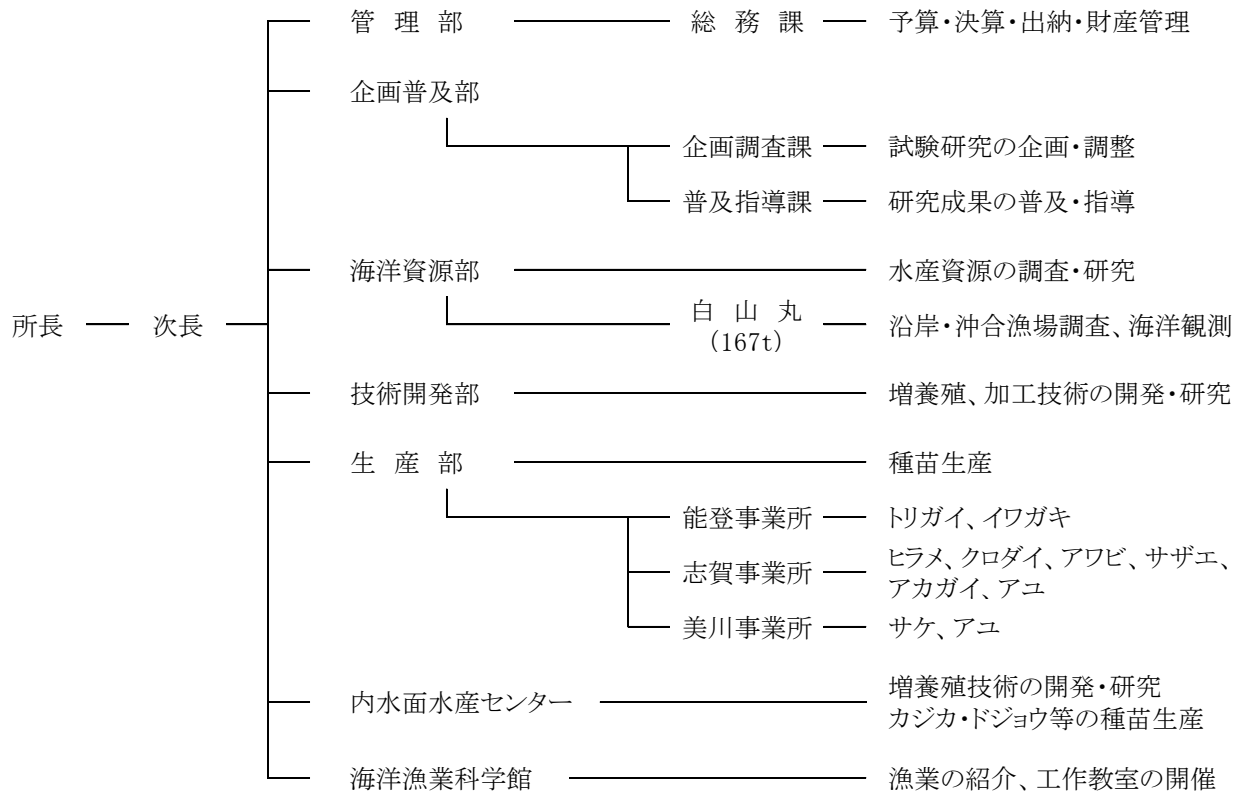 管理部 総務課 予算・決算・出納・財産管理
企画普及部
企画調査課 試験研究の企画・調整
普及指導課 研究成果の普及・指導
海洋資源部 水産資源の調査・研究
所長 次長 白山丸 沿岸・沖合漁場調査、海洋観測
(167t)
技術開発部 増養殖、加工技術の開発・研究
生産部 種苗生産
能登事業所 トリガイ、イワガキ
志賀事業所 ヒラメ、クロダイ、アワビ、サザエ、
アカガイ、アユ
美川事業所 サケ、アユ
内水面水産センター 増養殖技術の開発・研究
カジカ・ドジョウ等の種苗生産
海洋漁業科学館 漁業の紹介、工作教室の開催